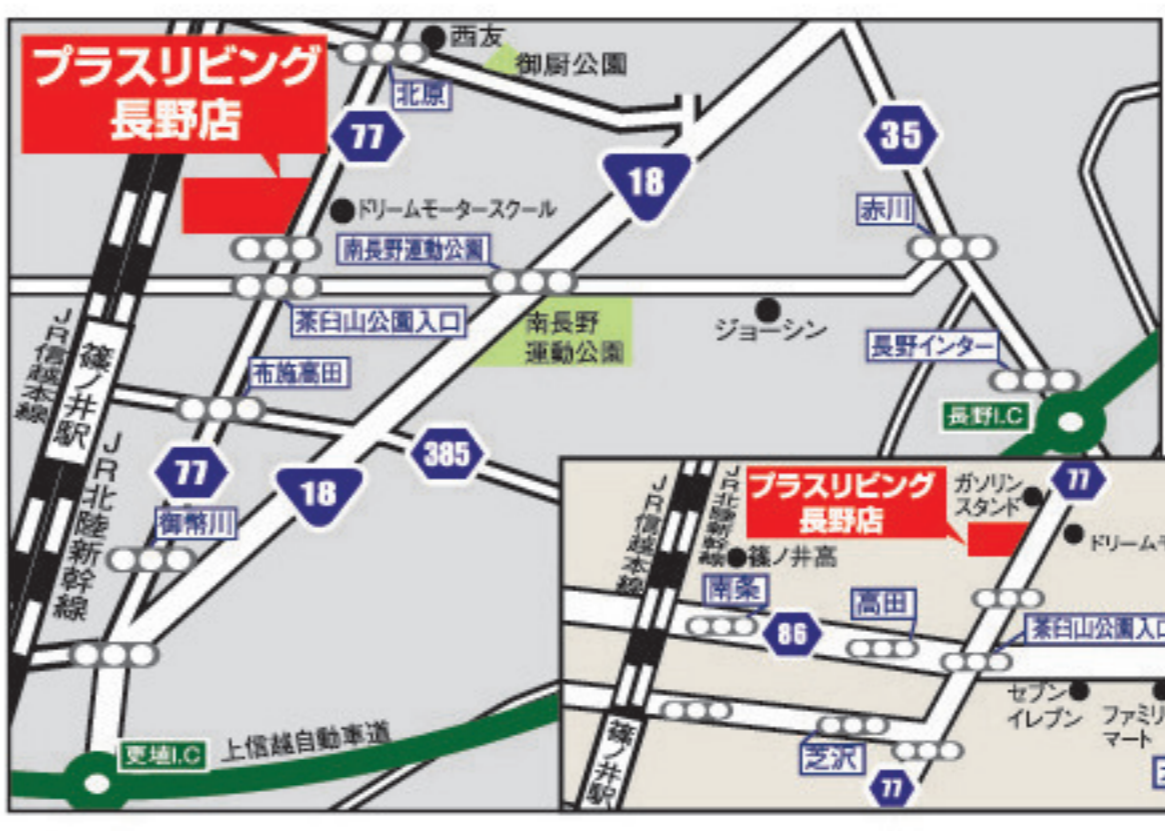 西友
御厨公園
プラスリビング
長野店
北原
77
35
18
ドリームモータースクール
赤川
南長野運動公園
茶臼山公園入口
南長野
運動公園
ジョーシン
長野インター
JR信越本線
篠ノ井駅
布施高田
長野I.C
JR北陸新幹線
77
385
18
御幣川
更埴I.C
上信越自動車道
JR信越本線
JR北陸新幹線
プラスリビング
長野店
ガソリン
スタンド
77
ドリームモ
篠ノ井高
南条
高田
86
茶臼山公園入口
セブン
イレブン
ファミリ
マート
芝沢
篠ノ井駅
77